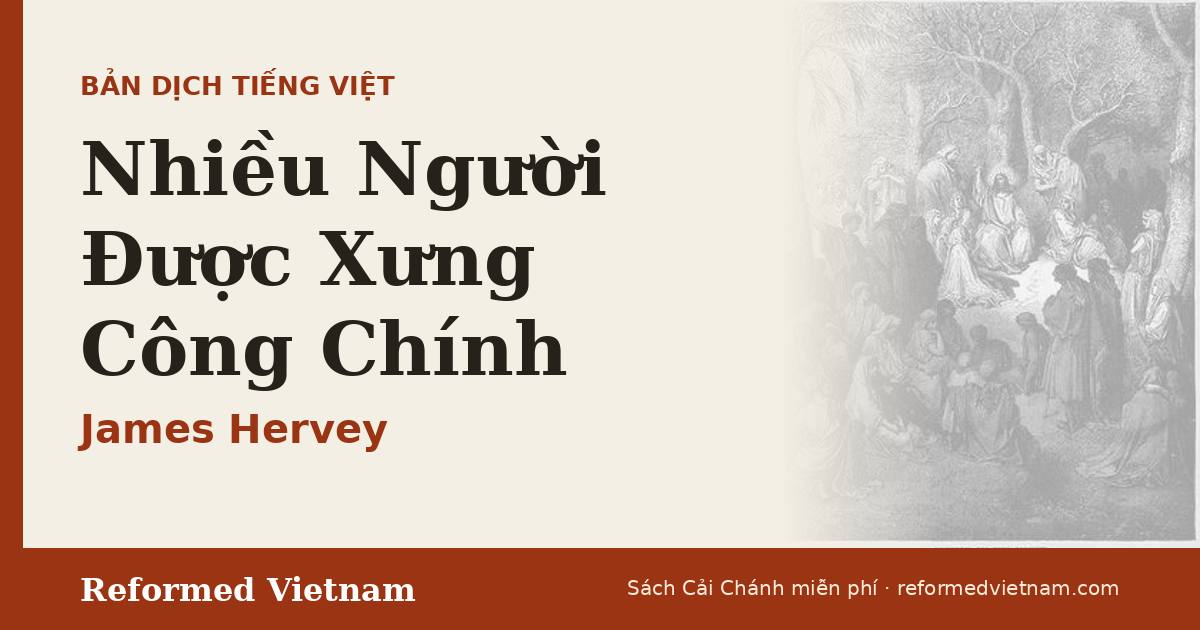 BẢN DỊCH TIẾNG VIỆT
Nhiều Người
Được Xưng
Công Chính
James Hervey
Reformed Vietnam
Sách Cải Chánh miễn phí · reformedvietnam.com